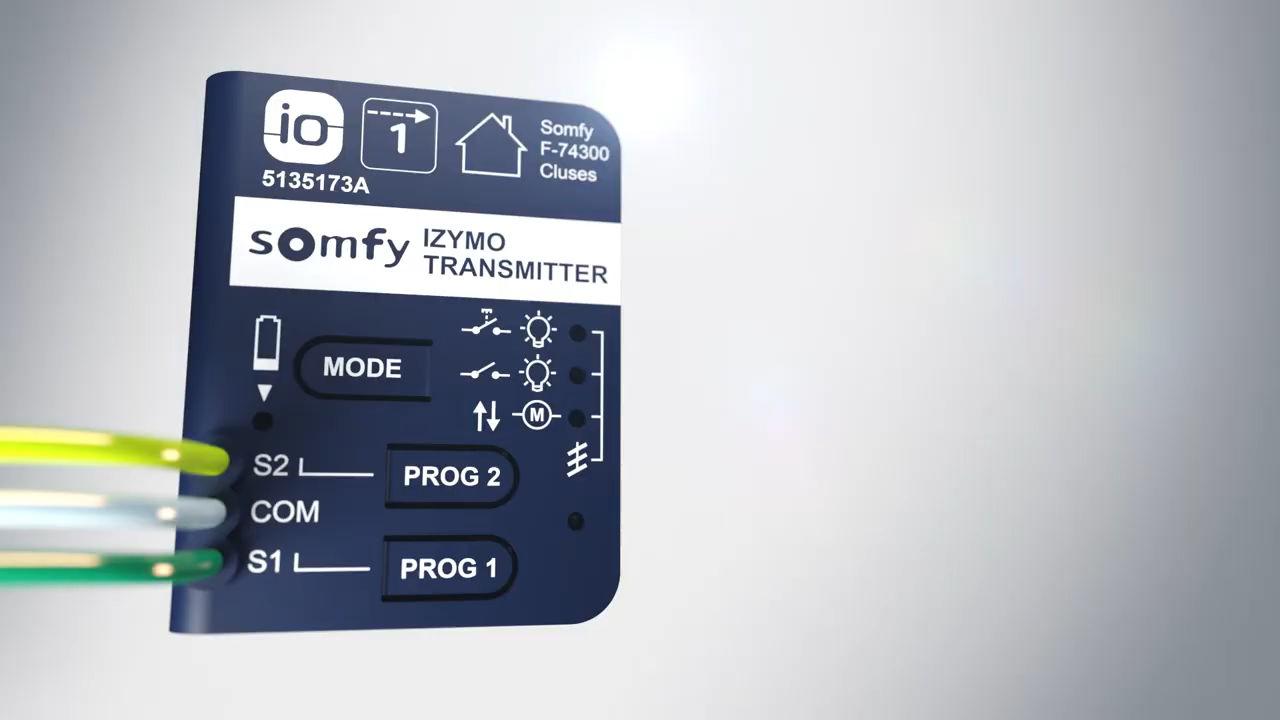 io
1
Somfy
F-74300
Cluses
5135173A
somfy
IZYMO
TRANSMITTER
MODE
M
S2
PROG 2
COM
S1
PROG 1